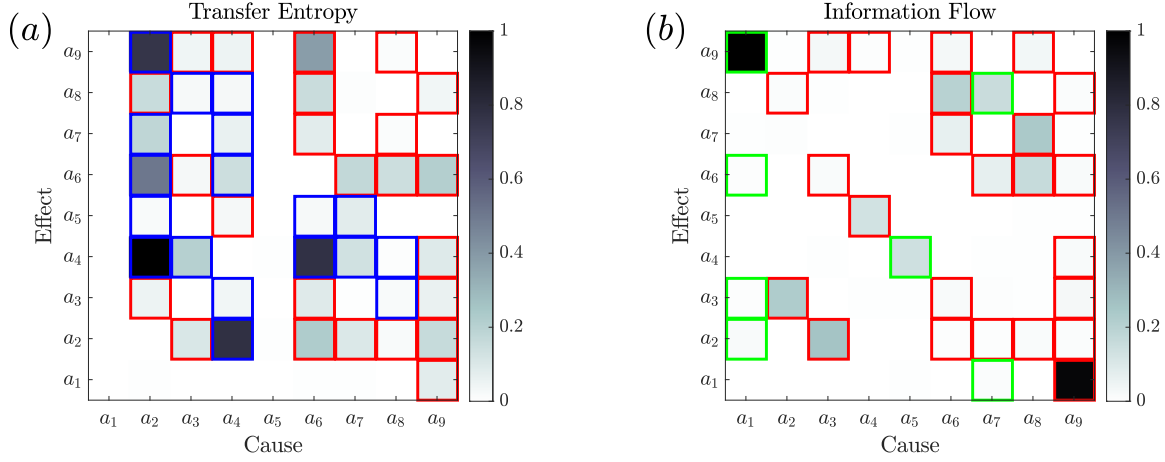 (a)
Transfer Entropy
Effect
a₉
a₈
a₇
a₆
a₅
a₄
a₃
a₂
a₁
a₁ a₂ a₃ a₄ a₅ a₆ a₇ a₈ a₉
Cause
1
0.8
0.6
0.4
0.2
0
(b)
Information Flow
Effect
a₉
a₈
a₇
a₆
a₅
a₄
a₃
a₂
a₁
a₁ a₂ a₃ a₄ a₅ a₆ a₇ a₈ a₉
Cause
1
0.8
0.6
0.4
0.2
0